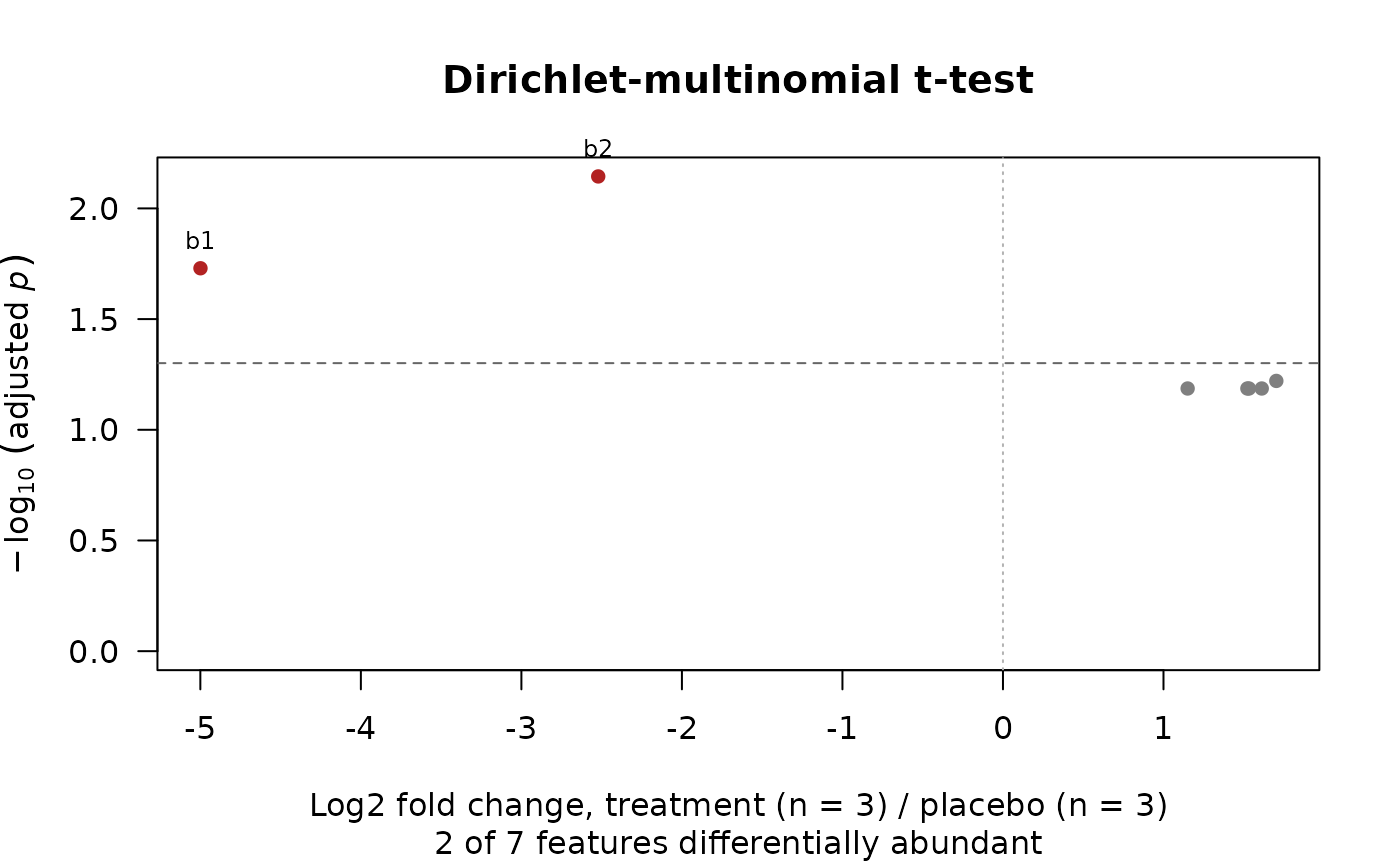 Dirichlet-multinomial t-test
b2
b1
2.0
1.5
1.0
0.5
0.0
−log10 (adjusted p)
-5 -4 -3 -2 -1 0 1
Log2 fold change, treatment (n = 3) / placebo (n = 3)
2 of 7 features differentially abundant